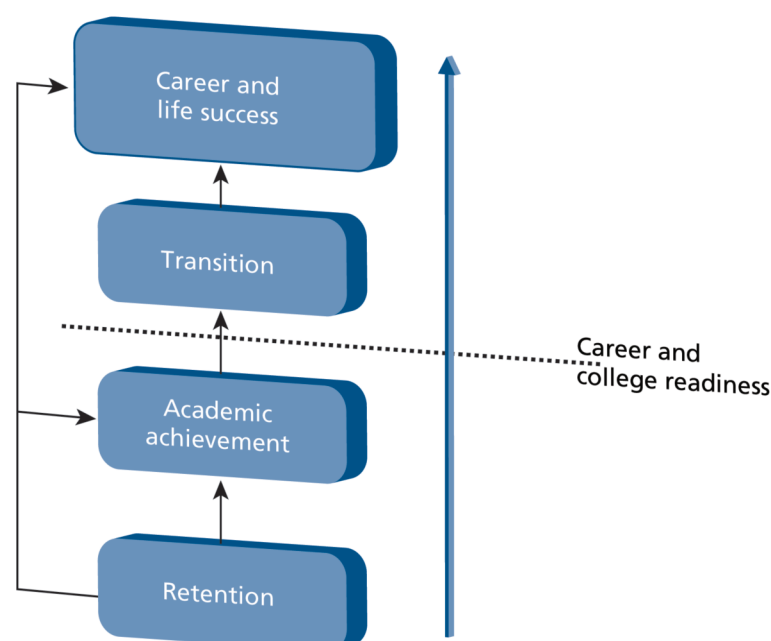 Career and
life success
Transition
Career and
college readiness
Academic
achievement
Retention